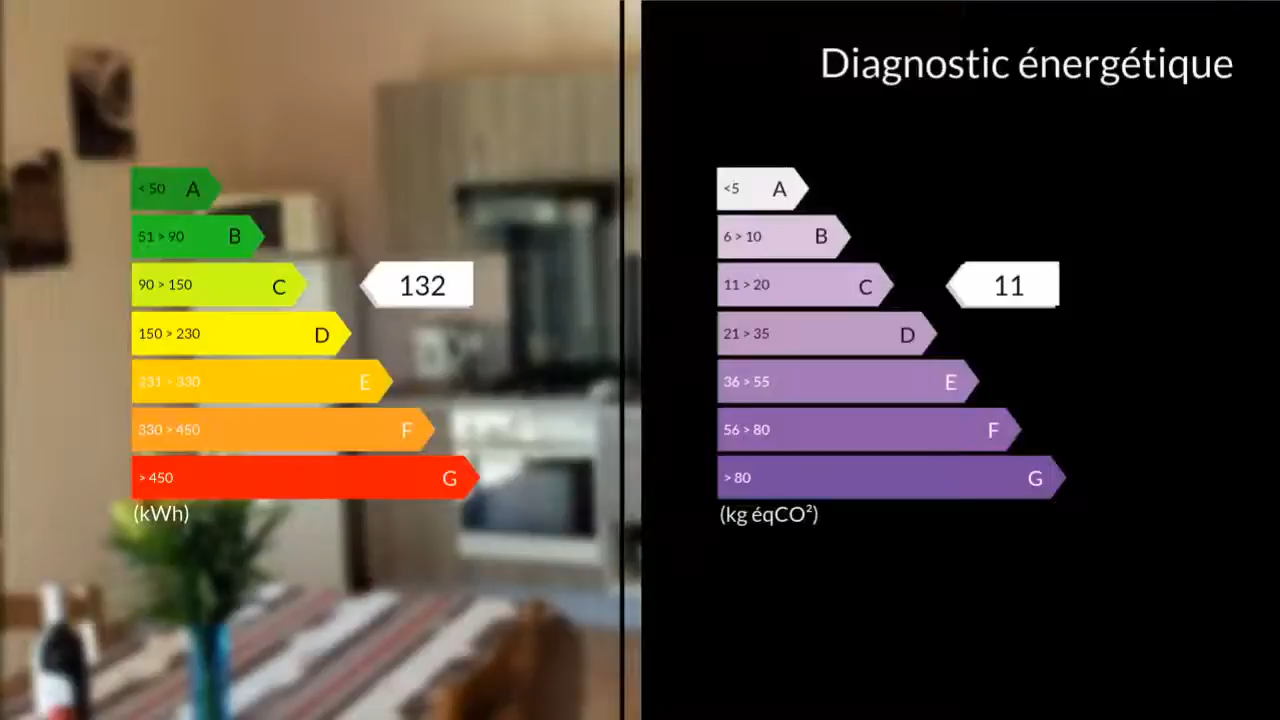 Diagnostic énergétique
< 50 A
51 > 90 B
90 > 150 C
132
150 > 230 D
231 > 330 E
330 > 450 F
> 450 G
(kWh)
<5 A
6 > 10 B
11 > 20 C
11
21 > 35 D
36 > 55 E
56 > 80 F
> 80 G
(kg éqCO²)